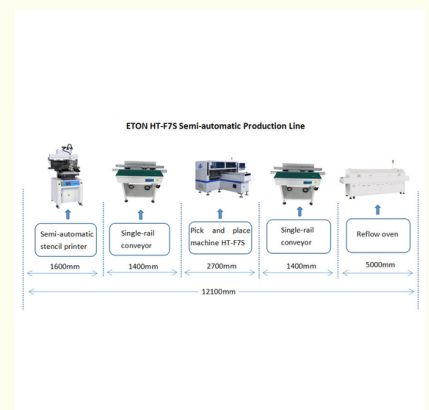 ETON HT-F7S Semi-automatic Production Line
Semi-automatic
stencil printer
Single-rail
conveyor
Pick and place
machine HT-F7S
Single-rail
conveyor
Reflow oven
1600mm
1400mm
2700mm
1400mm
5000mm
12100mm